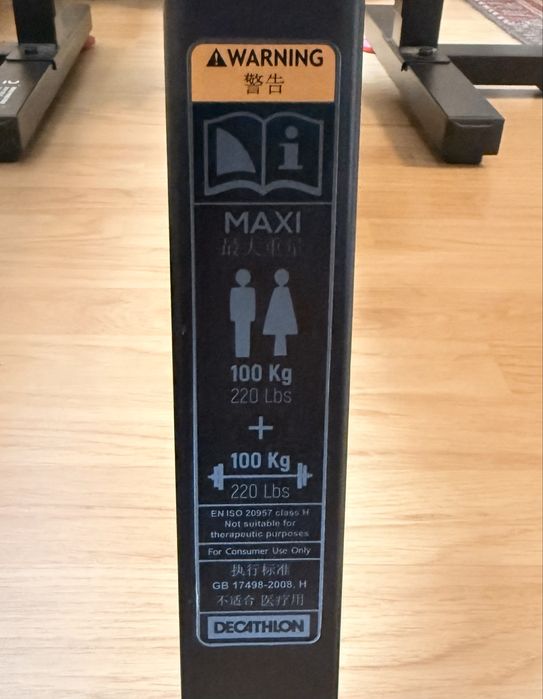 WARNING
警告
i
MAXI
最大重量
100 Kg
220 Lbs
+
100 Kg
220 Lbs
EN ISO 20957 class H
Not suitable for
therapeutic purposes
For Consumer Use Only
执行标准
GB 17498-2008, H
不适合 医疗用
DECATHLON